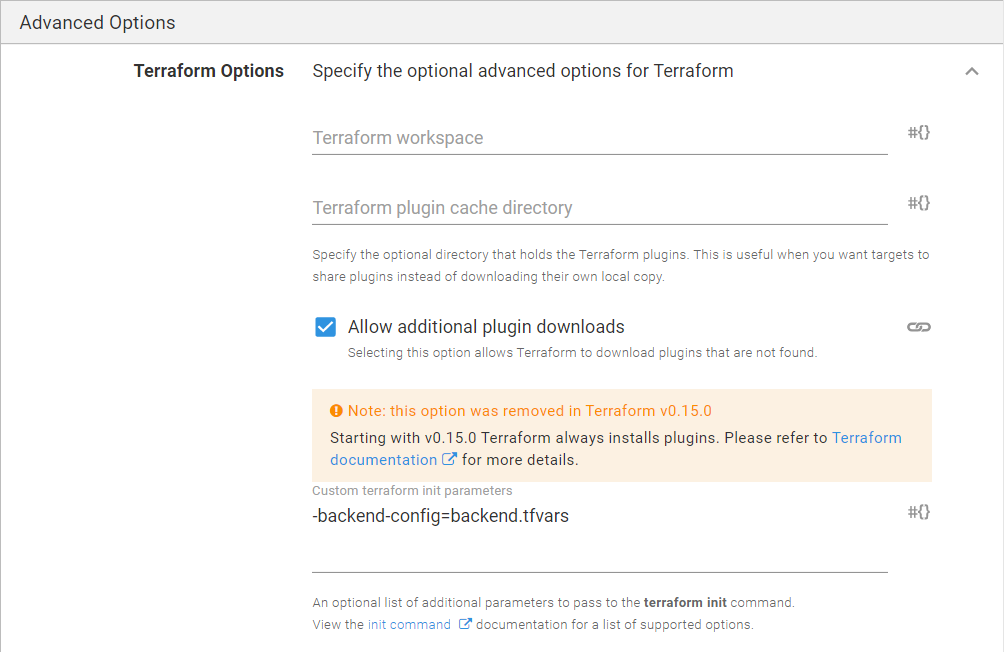 Advanced Options
Terraform Options Specify the optional advanced options for Terraform
Terraform workspace #{}
Terraform plugin cache directory #{}
Specify the optional directory that holds the Terraform plugins. This is useful when you want targets to
share plugins instead of downloading their own local copy.
Allow additional plugin downloads
Selecting this option allows Terraform to download plugins that are not found.
Note: this option was removed in Terraform v0.15.0
Starting with v0.15.0 Terraform always installs plugins. Please refer to Terraform
documentation for more details.
Custom terraform init parameters
-backend-config=backend.tfvars #{}
An optional list of additional parameters to pass to the terraform init command.
View the init command documentation for a list of supported options.